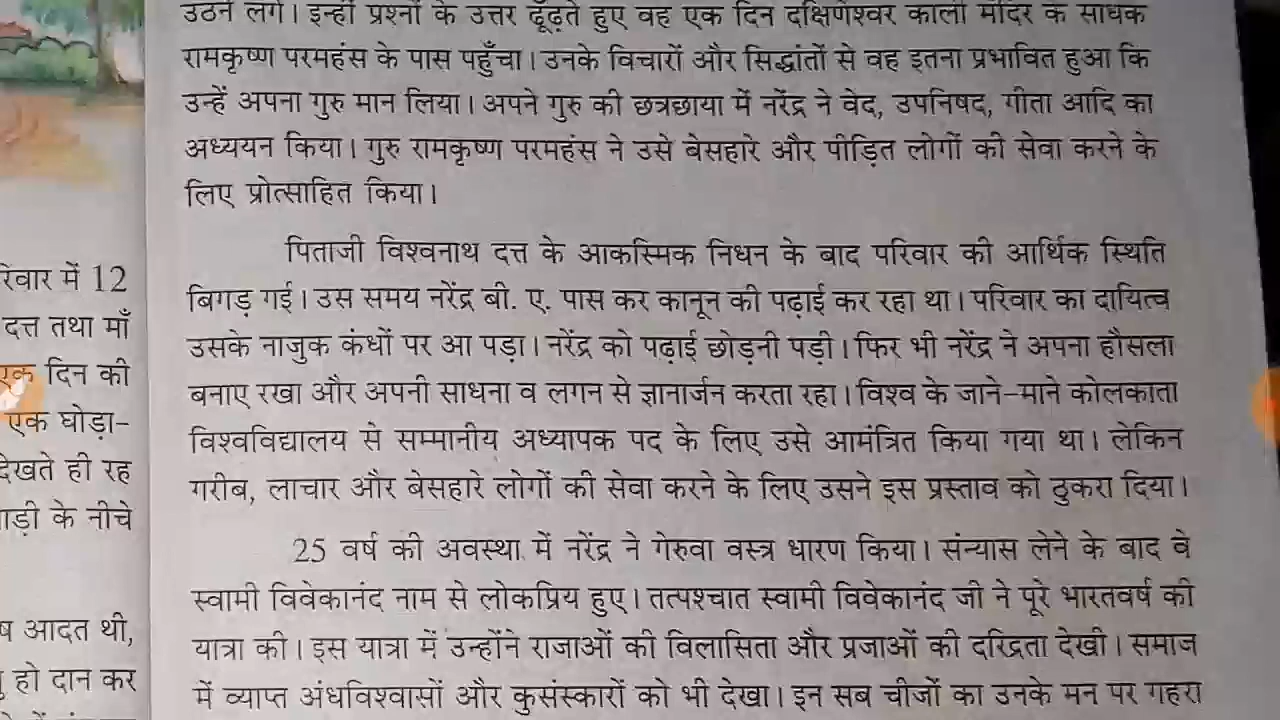 उठने लगे। इन्हीं प्रश्नों के उत्तर ढूँढ़ते हुए वह एक दिन दक्षिणेश्वर काली मंदिर के साधक
रामकृष्ण परमहंस के पास पहुँचा। उनके विचारों और सिद्धांतों से वह इतना प्रभावित हुआ कि
उन्हें अपना गुरु मान लिया। अपने गुरु की छत्रछाया में नरेंद्र ने वेद, उपनिषद, गीता आदि का
अध्ययन किया। गुरु रामकृष्ण परमहंस ने उसे बेसहारे और पीड़ित लोगों की सेवा करने के
लिए प्रोत्साहित किया।
पिताजी विश्वनाथ दत्त के आकस्मिक निधन के बाद परिवार की आर्थिक स्थिति
बिगड़ गई। उस समय नरेंद्र बी. ए. पास कर कानून की पढ़ाई कर रहा था। परिवार का दायित्व
उसके नाजुक कंधों पर आ पड़ा। नरेंद्र को पढ़ाई छोड़नी पड़ी। फिर भी नरेंद्र ने अपना हौसला
बनाए रखा और अपनी साधना व लगन से ज्ञानार्जन करता रहा। विश्व के जाने-माने कोलकाता
विश्वविद्यालय से सम्मानीय अध्यापक पद के लिए उसे आमंत्रित किया गया था। लेकिन
गरीब, लाचार और बेसहारे लोगों की सेवा करने के लिए उसने इस प्रस्ताव को ठुकरा दिया।
25 वर्ष की अवस्था में नरेंद्र ने गेरुवा वस्त्र धारण किया। संन्यास लेने के बाद वे
स्वामी विवेकानंद नाम से लोकप्रिय हुए। तत्पश्चात स्वामी विवेकानंद जी ने पूरे भारतवर्ष की
यात्रा की। इस यात्रा में उन्होंने राजाओं की विलासिता और प्रजाओं की दरिद्रता देखी। समाज
में व्याप्त अंधविश्वासों और कुसंस्कारों को भी देखा। इन सब चीजों का उनके मन पर गहरा
में 12
दत्त तथा माँ
दिन की
एक घोड़ा-
देखते ही रह
के नीचे
आदत थी,
हो दान कर